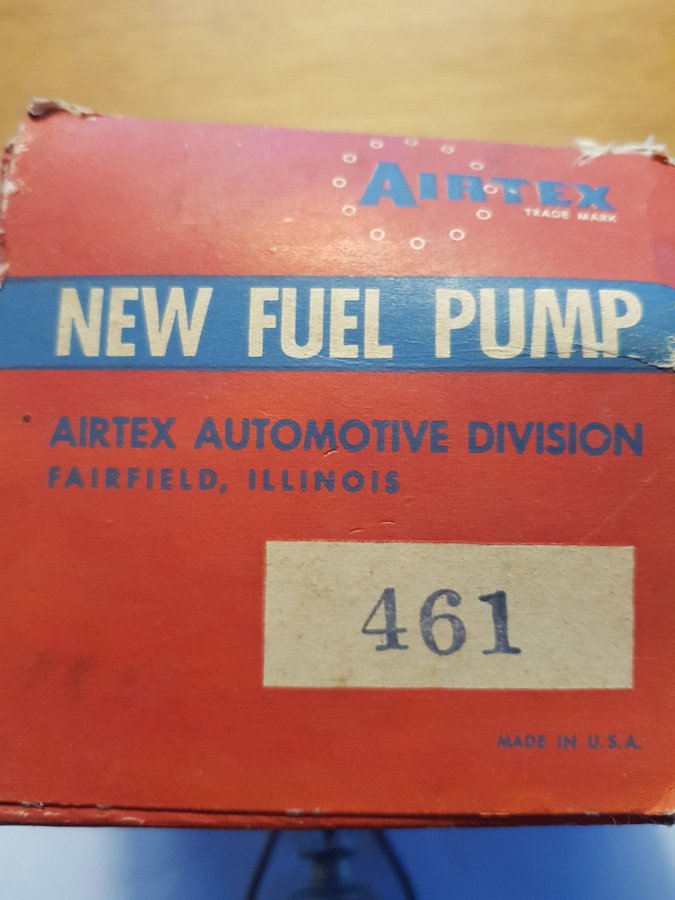 AIRTEX
TRADE MARK
NEW FUEL PUMP
AIRTEX AUTOMOTIVE DIVISION
FAIRFIELD, ILLINOIS
461
MADE IN U.S.A.